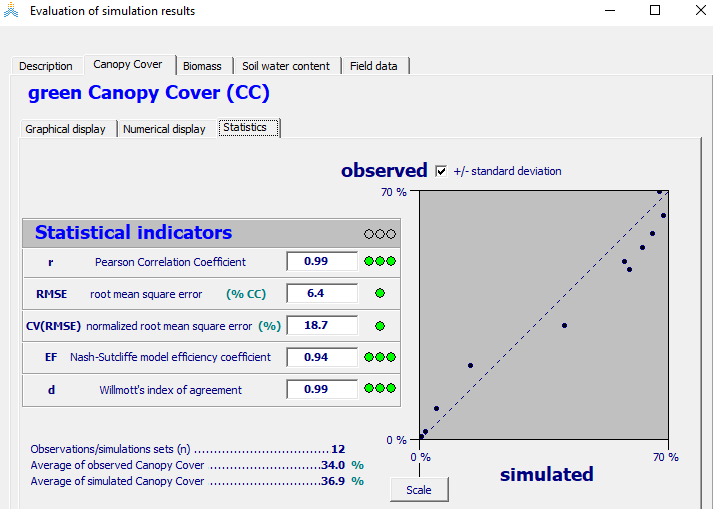 Evaluation of simulation results
Description Canopy Cover Biomass Soil water content Field data
green Canopy Cover (CC)
Graphical display Numerical display Statistics
observed +/- standard deviation
70 %
Statistical indicators
r Pearson Correlation Coefficient 0.99
RMSE root mean square error (% CC) 6.4
CV(RMSE) normalized root mean square error (%) 18.7
EF Nash-Sutcliffe model efficiency coefficient 0.94
d Willmott's index of agreement 0.99
0 %
Observations/simulations sets (n) ................................... 12
Average of observed Canopy Cover ............................34.0 %
Average of simulated Canopy Cover ............................36.9 %
0 % 70 %
simulated
Scale